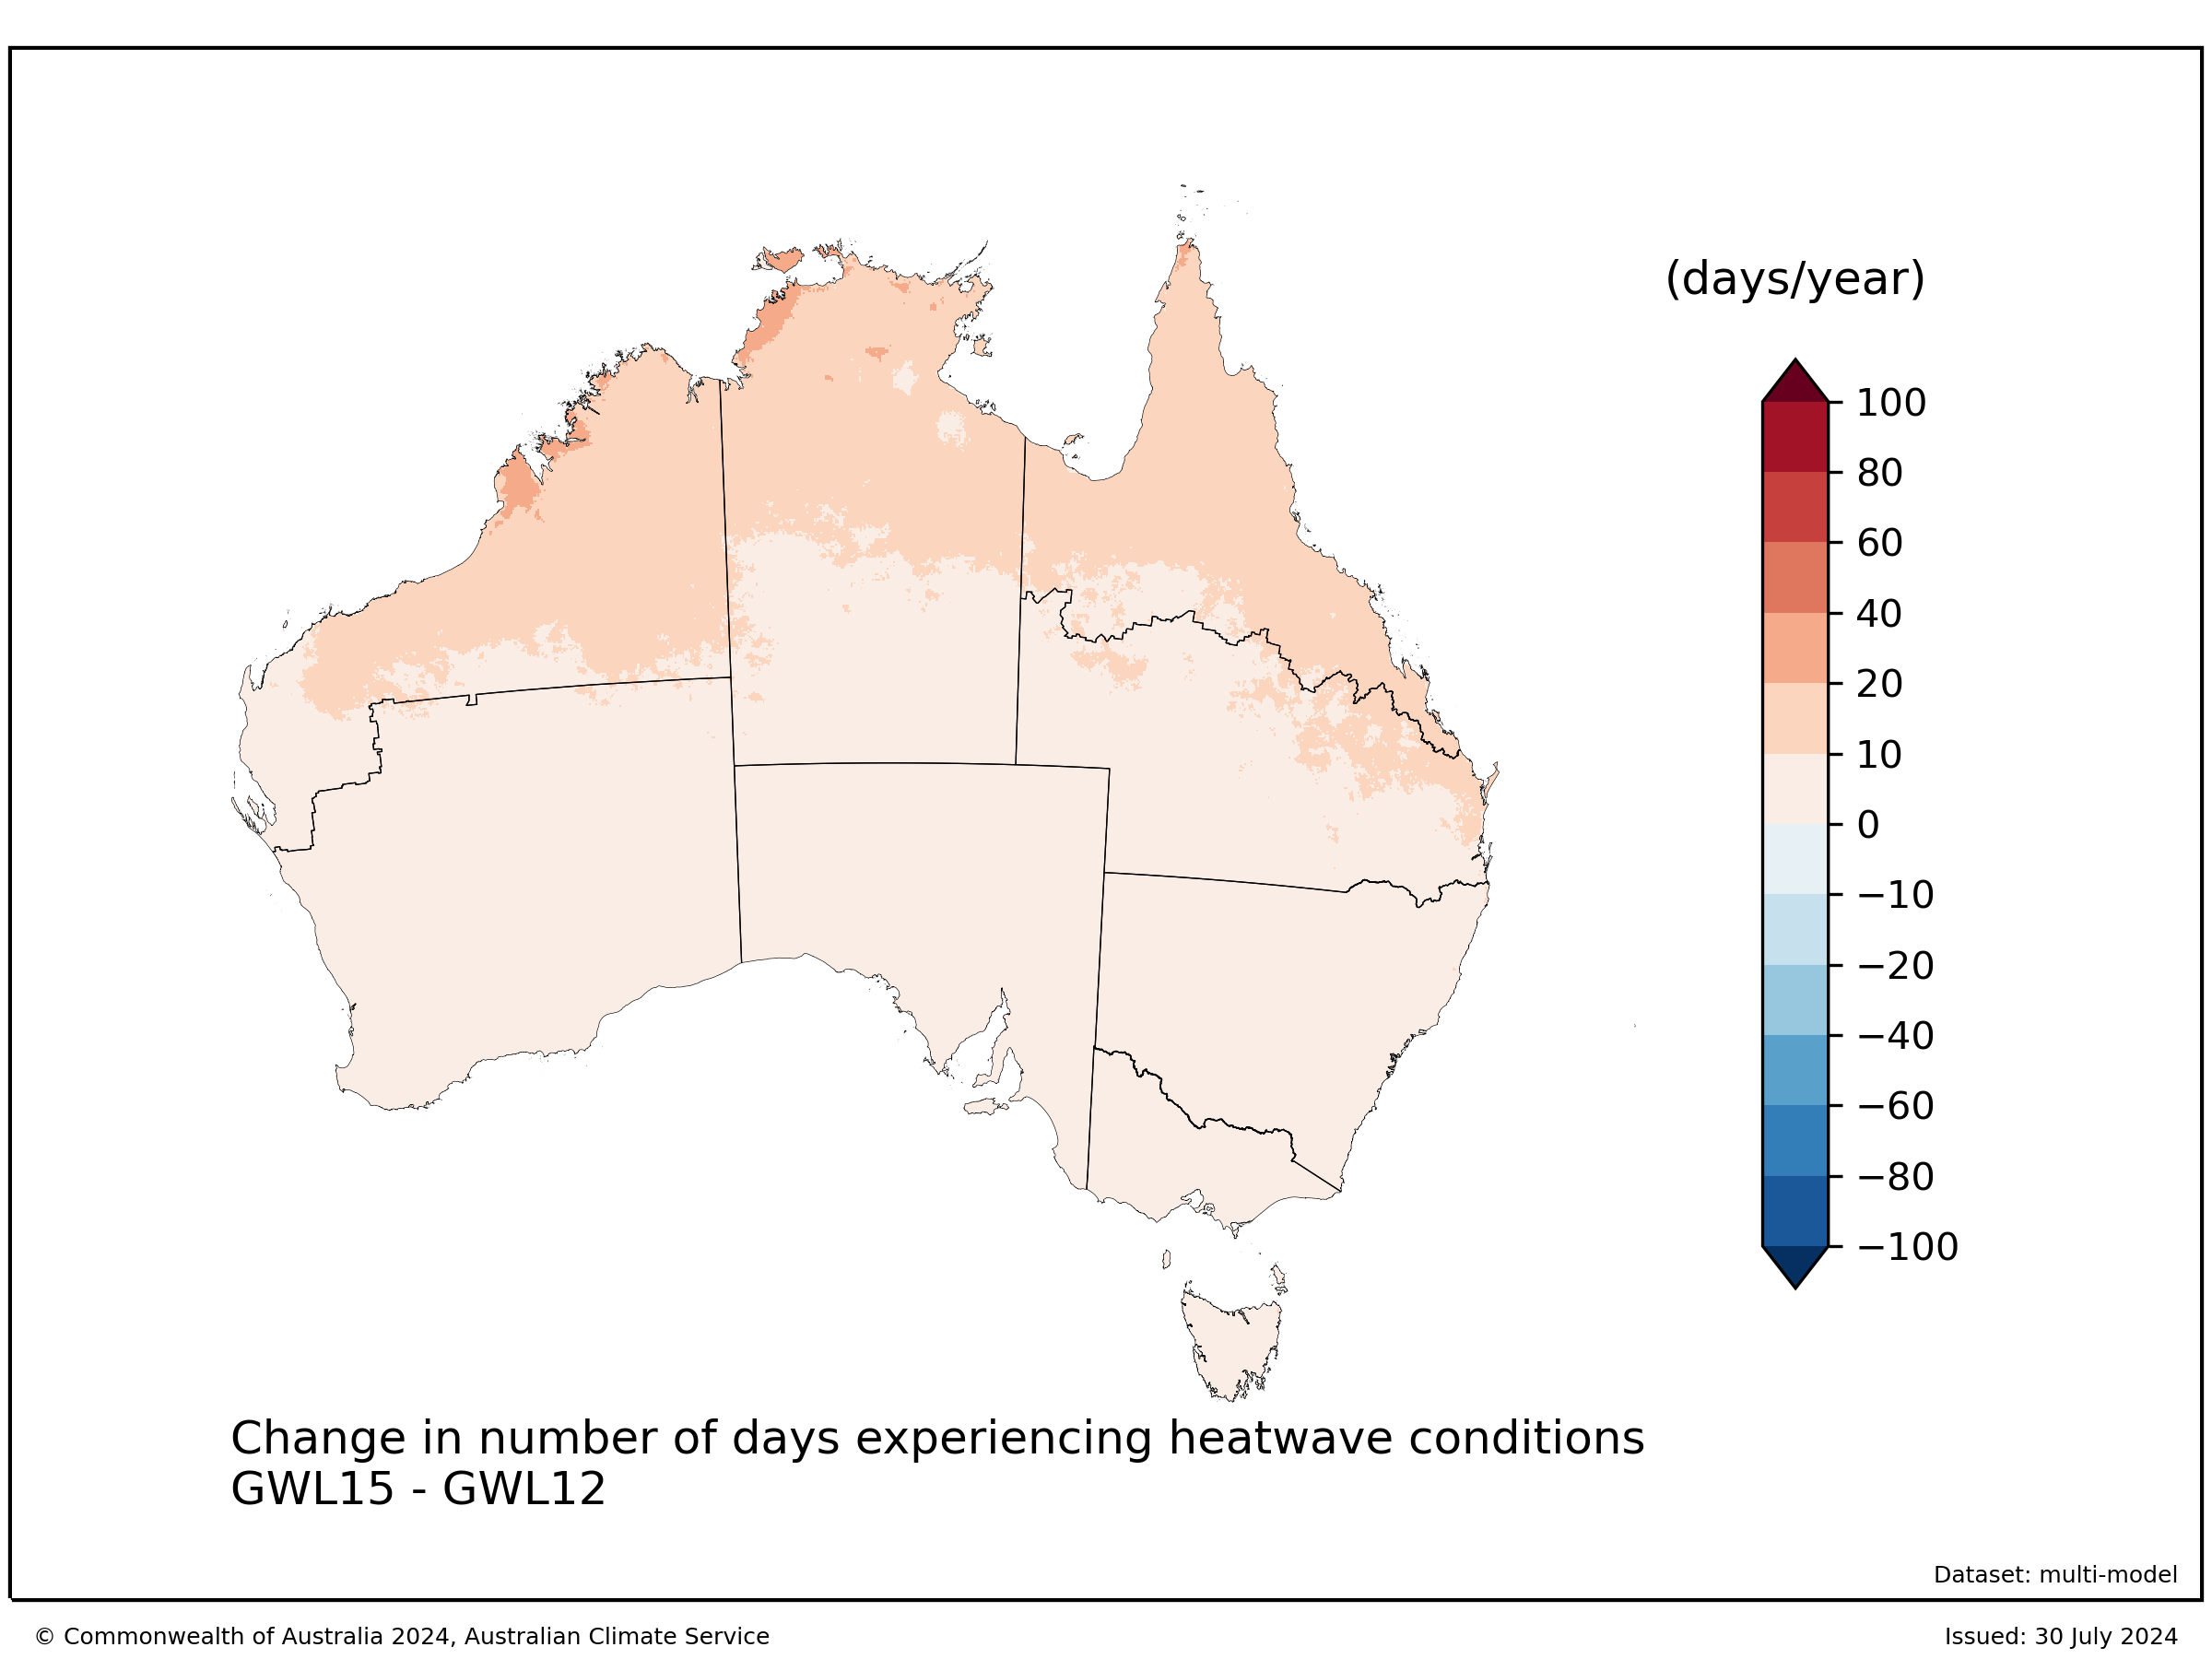 (days/year)
100
80
60
40
20
10
0
−10
−20
−40
−60
−80
−100
Change in number of days experiencing heatwave conditions
GWL15 - GWL12
Dataset: multi-model
© Commonwealth of Australia 2024, Australian Climate Service
Issued: 30 July 2024